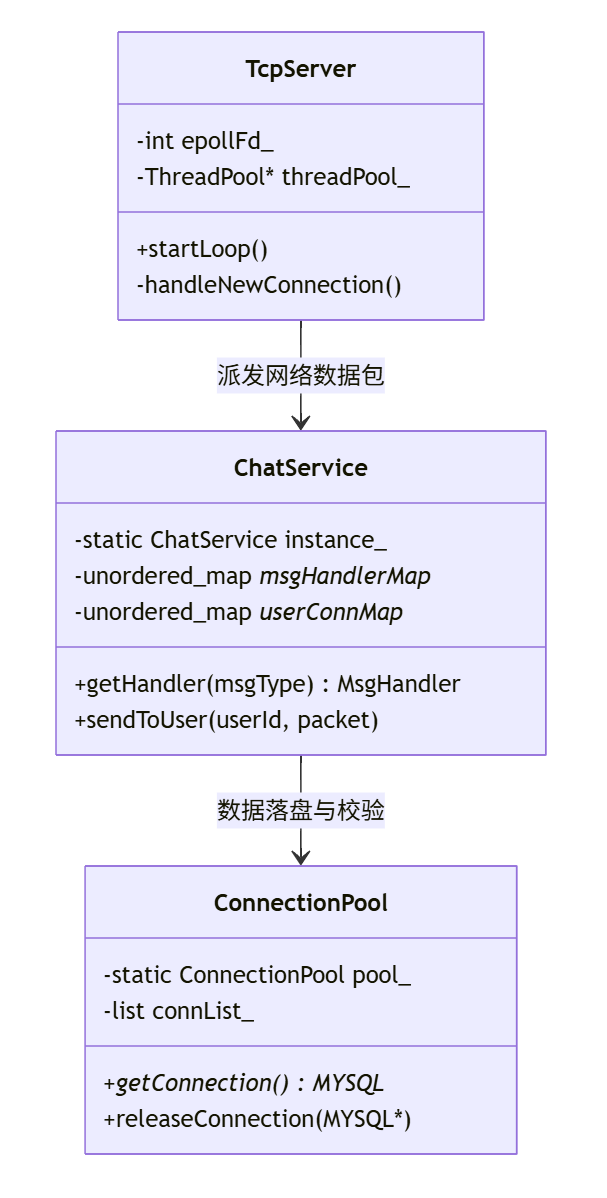 TcpServer
-int epollFd_
-ThreadPool* threadPool_
+startLoop()
-handleNewConnection()
派发网络数据包
ChatService
-static ChatService instance_
-unordered_map msgHandlerMap
-unordered_map userConnMap
+getHandler(msgType) : MsgHandler
+sendToUser(userId, packet)
数据落盘与校验
ConnectionPool
-static ConnectionPool pool_
-list connList_
+getConnection() : MYSQL
+releaseConnection(MYSQL*)